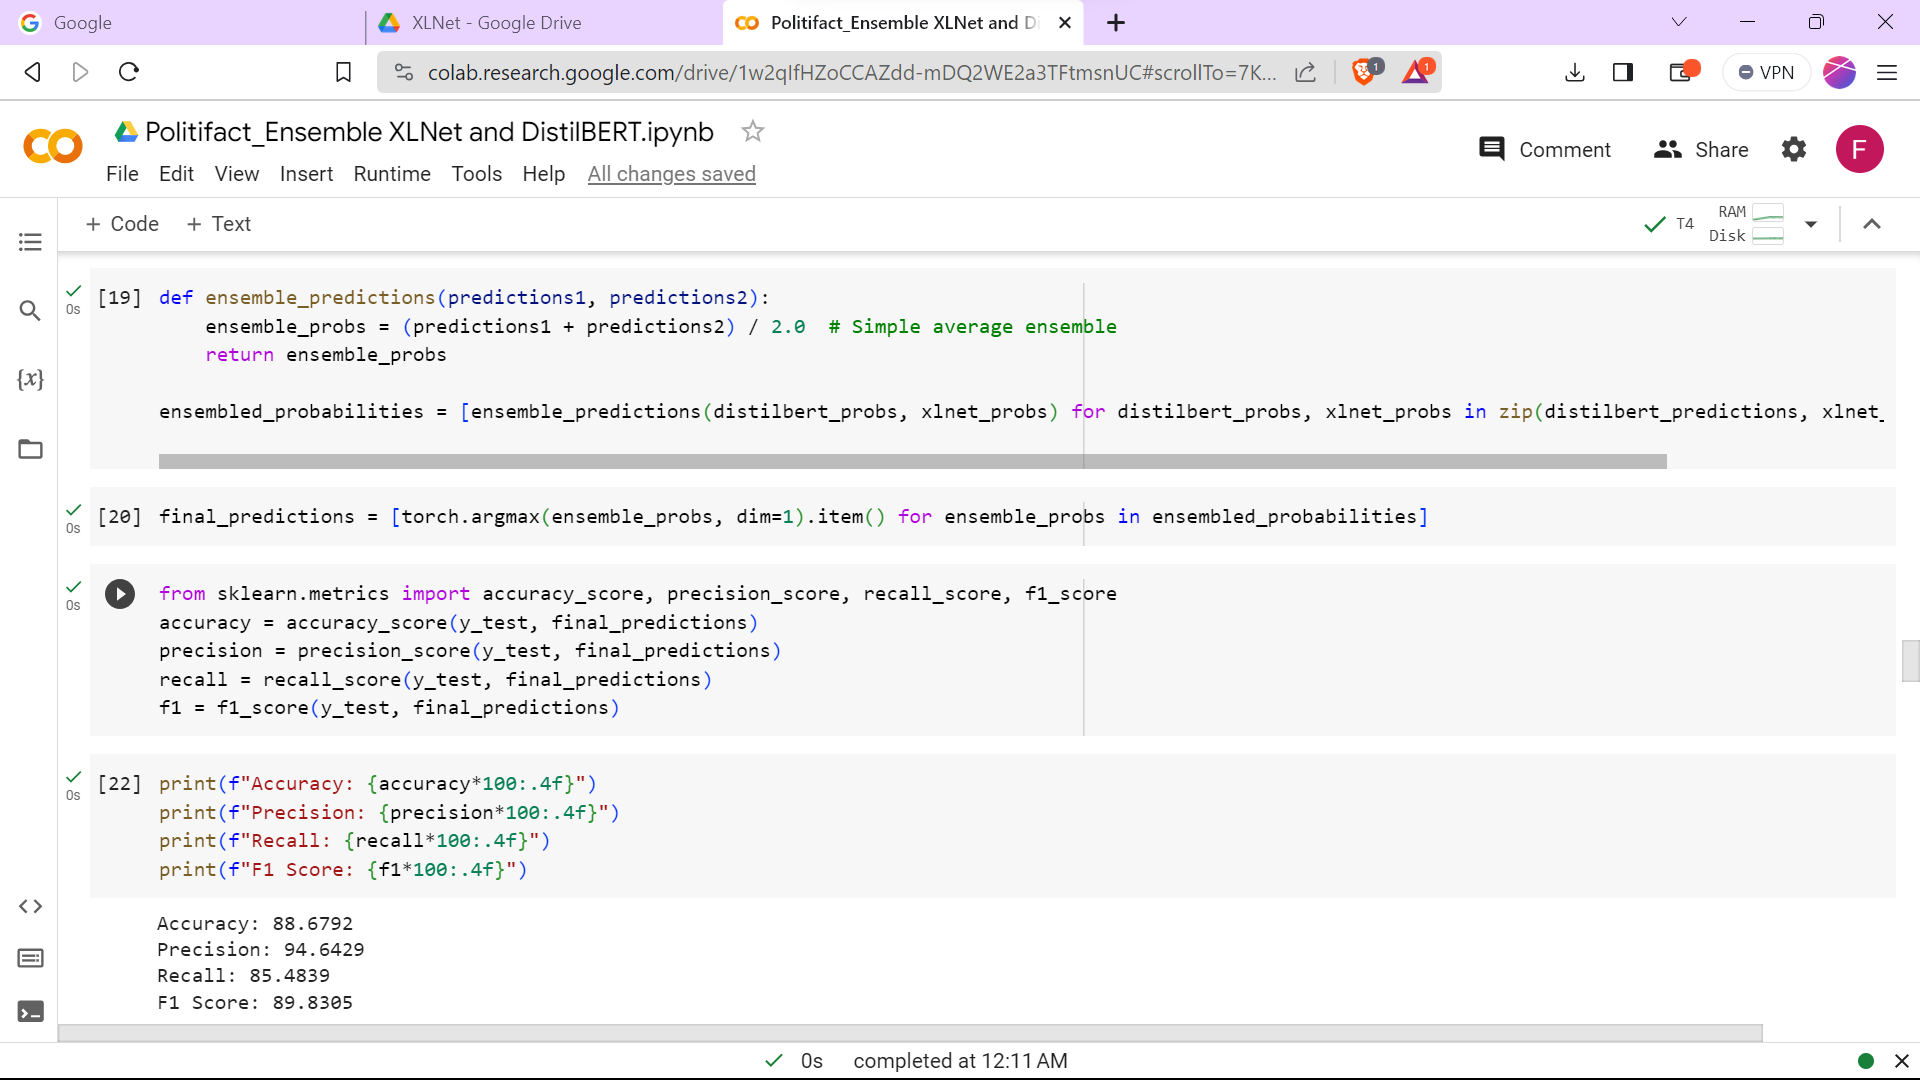 Google
XLNet - Google Drive
Politifact_Ensemble XLNet and Di
colab.research.google.com/drive/1w2qIfHZoCCAZdd-mDQ2WE2a3TFtmsnUC#scrollTo=7K...
1
1
VPN
Politifact_Ensemble XLNet and DistilBERT.ipynb
Comment
Share
F
File Edit View Insert Runtime Tools Help All changes saved
+ Code + Text
T4
RAM
Disk
0s
[19] def ensemble_predictions(predictions1, predictions2):
    ensemble_probs = (predictions1 + predictions2) / 2.0  # Simple average ensemble
    return ensemble_probs
{x}
ensembled_probabilities = [ensemble_predictions(distilbert_probs, xlnet_probs) for distilbert_probs, xlnet_probs in zip(distilbert_predictions, xlnet_
0s
[20] final_predictions = [torch.argmax(ensemble_probs, dim=1).item() for ensemble_probs in ensembled_probabilities]
0s
from sklearn.metrics import accuracy_score, precision_score, recall_score, f1_score
accuracy = accuracy_score(y_test, final_predictions)
precision = precision_score(y_test, final_predictions)
recall = recall_score(y_test, final_predictions)
f1 = f1_score(y_test, final_predictions)
0s
[22] print(f"Accuracy: {accuracy*100:.4f}")
print(f"Precision: {precision*100:.4f}")
print(f"Recall: {recall*100:.4f}")
print(f"F1 Score: {f1*100:.4f}")
Accuracy: 88.6792
Precision: 94.6429
Recall: 85.4839
F1 Score: 89.8305
0s completed at 12:11 AM